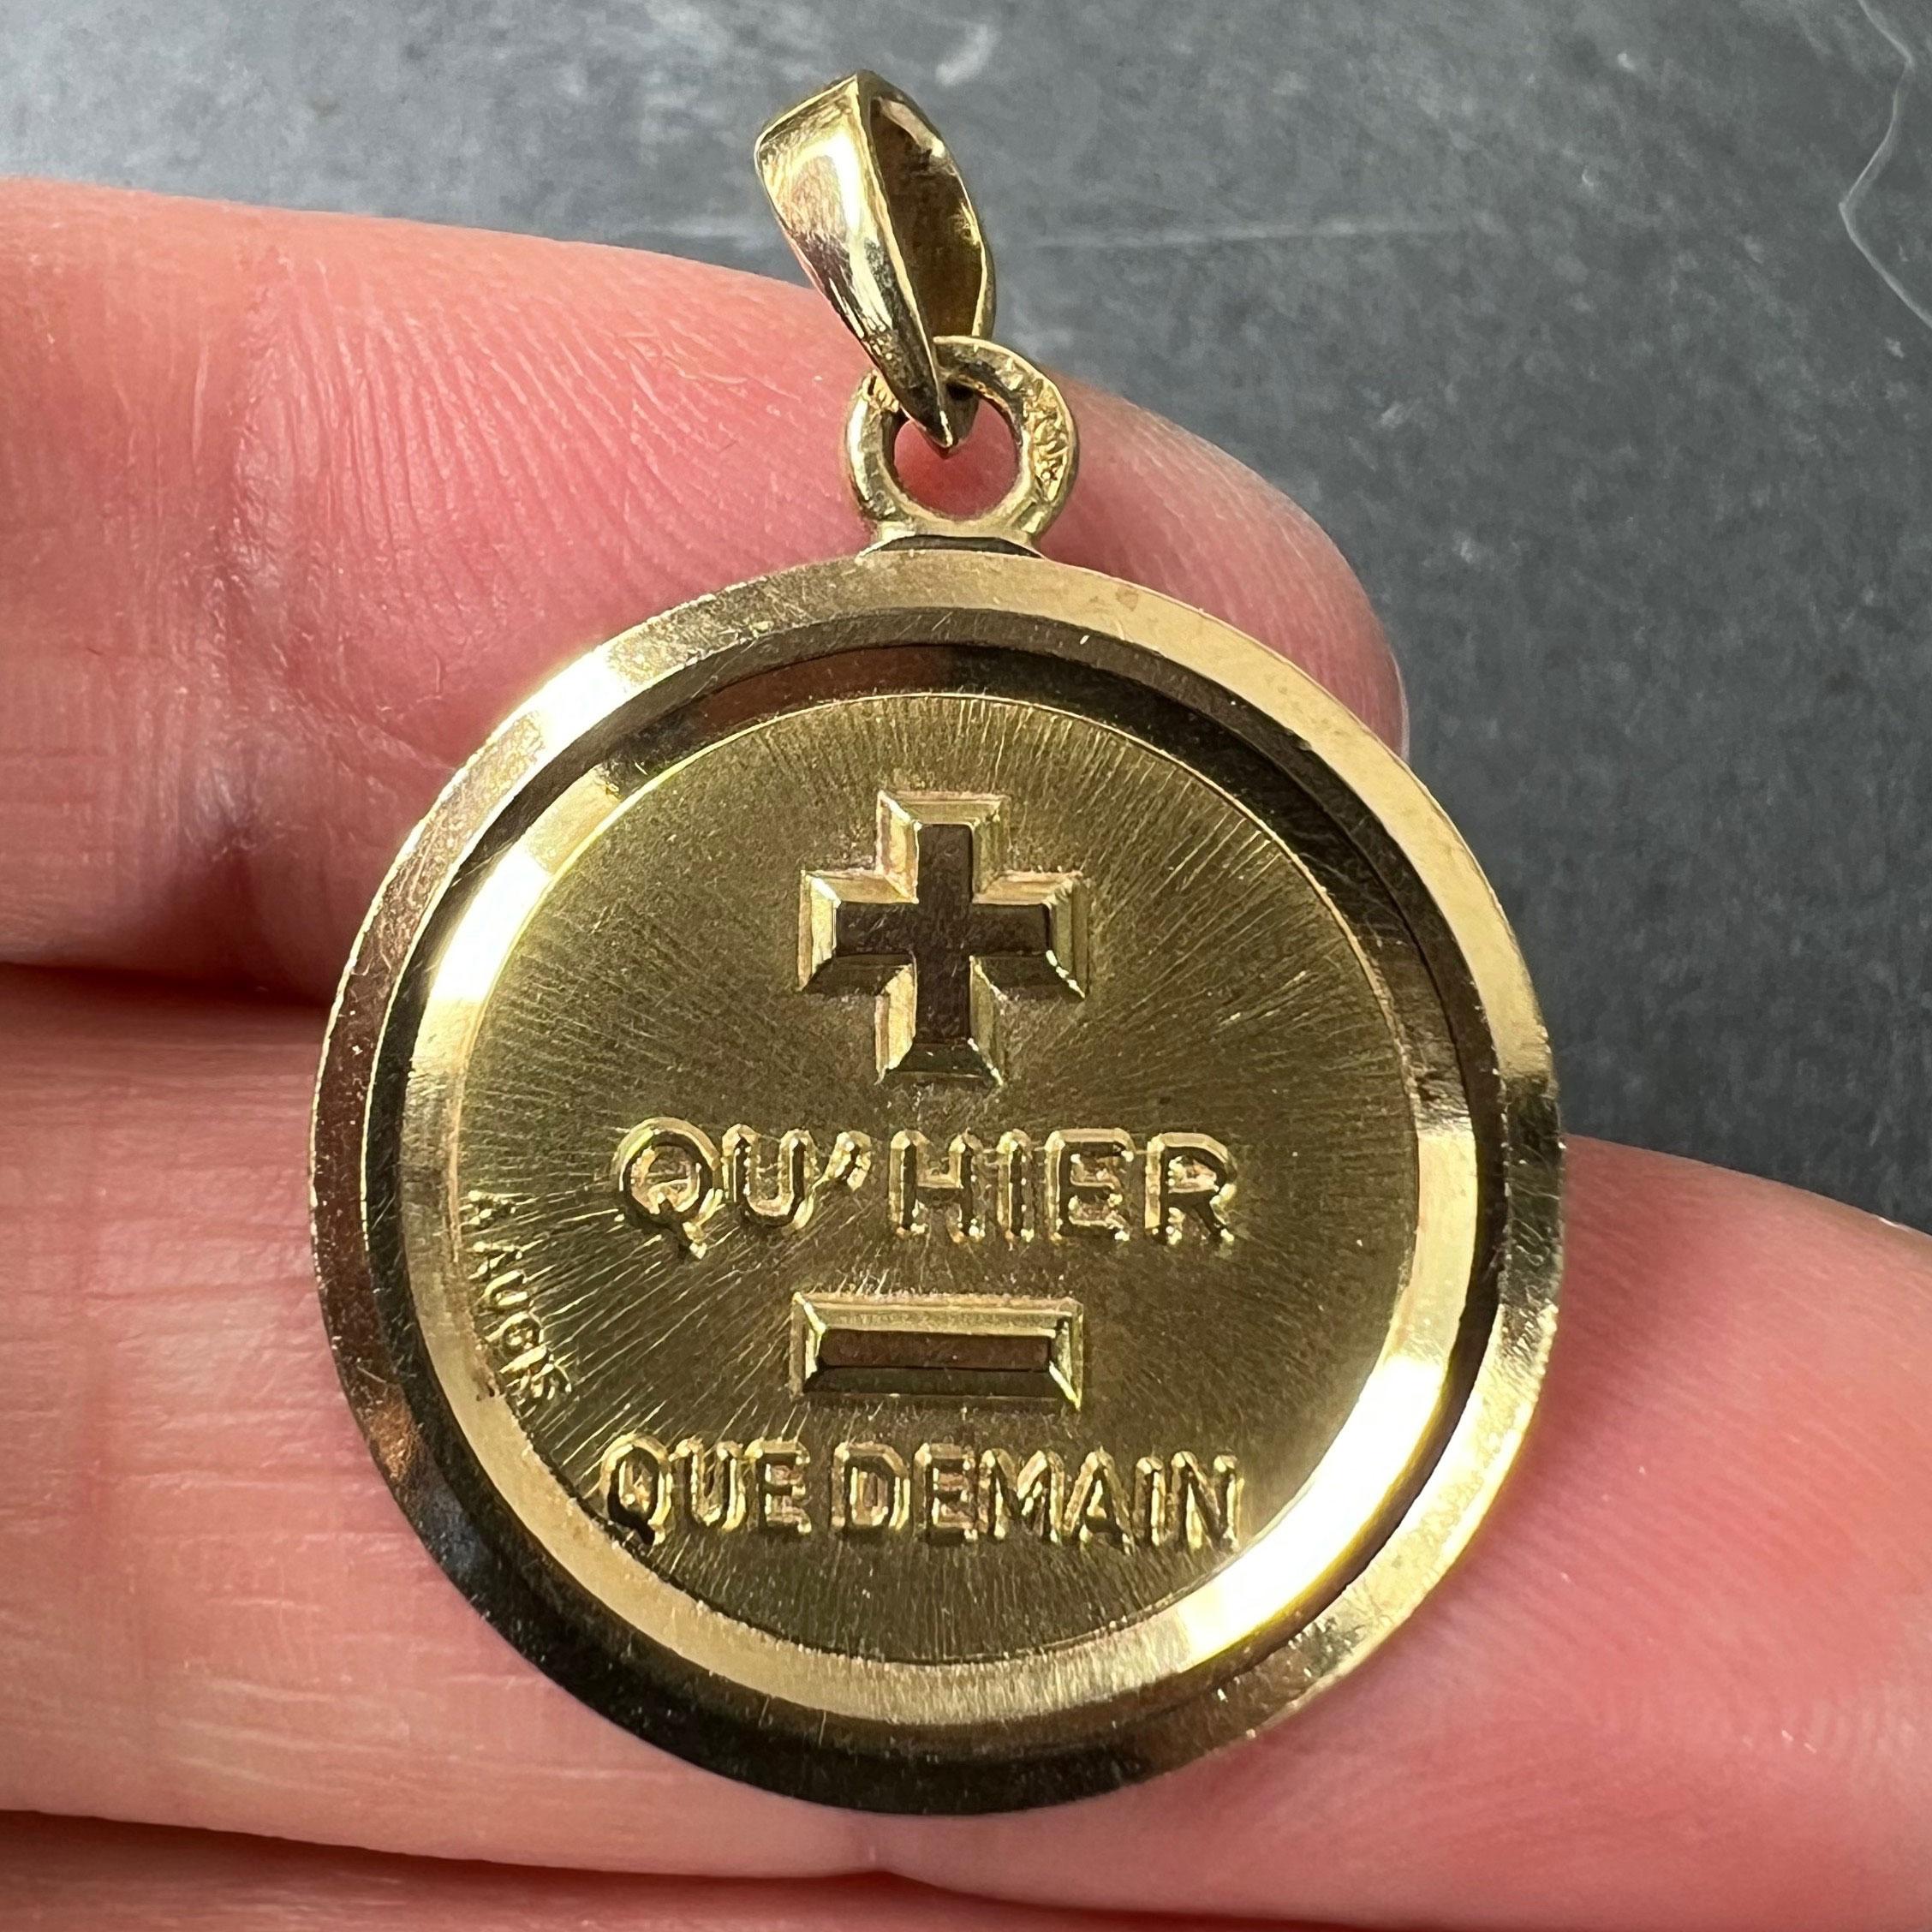 +
QU'HIER
-
QUE DEMAIN
A. AUGIS